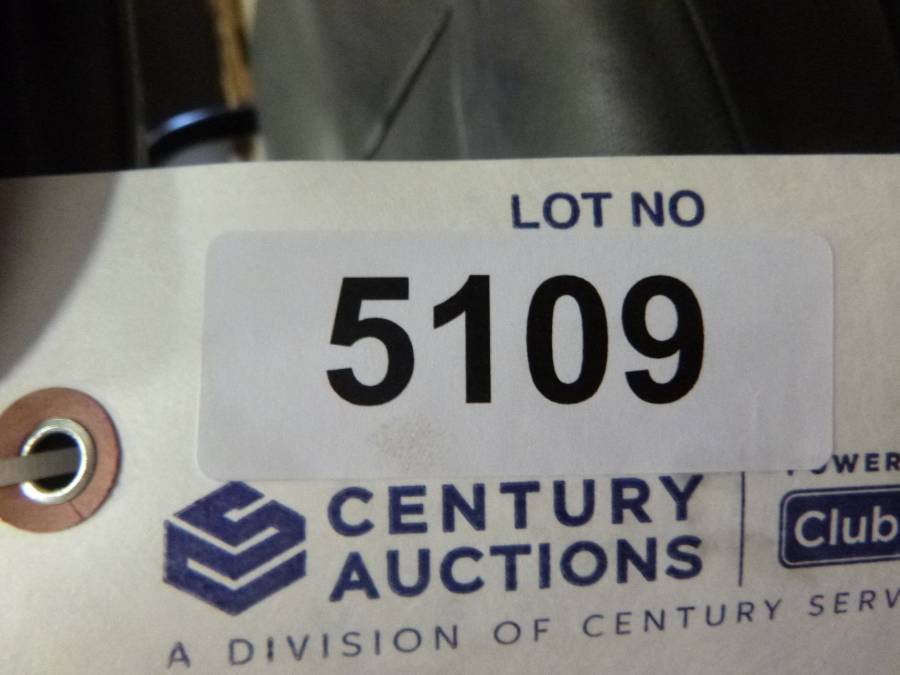 LOT NO
5109
CENTURY
AUCTIONS
Club
A DIVISION OF CENTURY